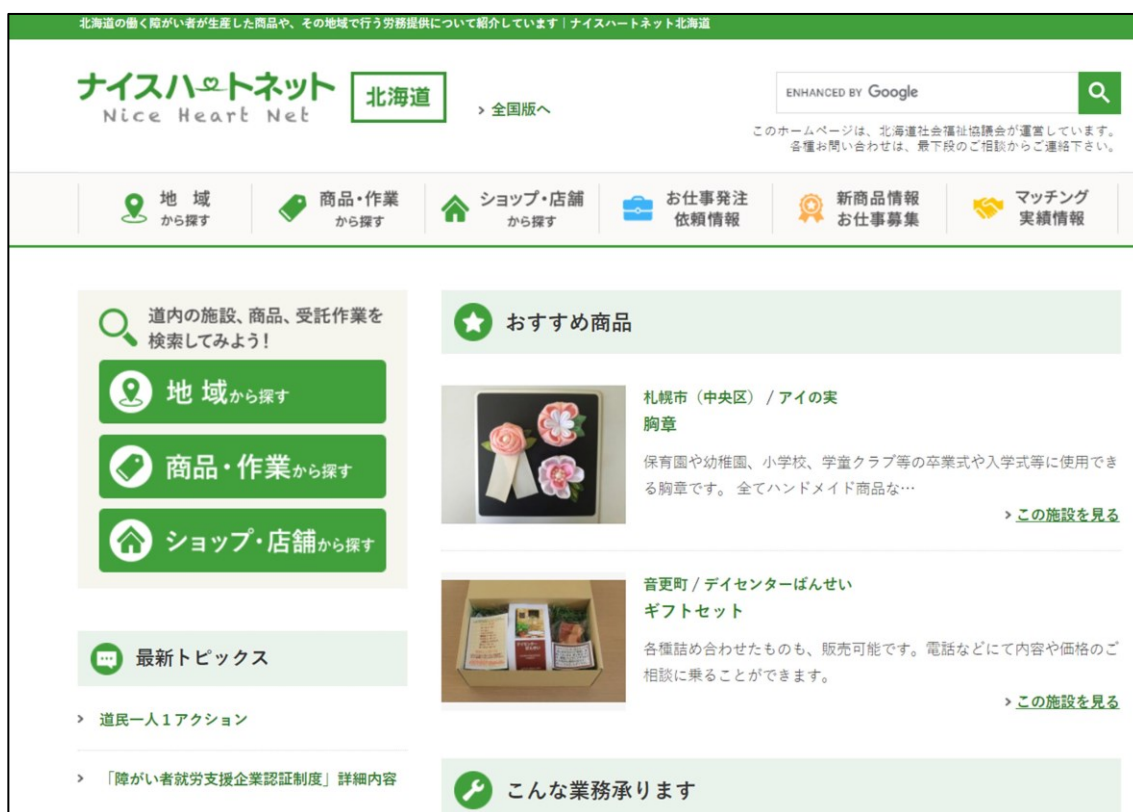 北海道の働く障がい者が生産した商品や、その地域で行う労務提供について紹介しています｜ナイスハートネット北海道
ナイスハートネット
Nice Heart Net
北海道
› 全国版へ
ENHANCED BY Google
このホームページは、北海道社会福祉協議会が運営しています。
各種お問い合わせは、最下段のご相談からご連絡下さい。
地 域
から探す
商品・作業
から探す
ショップ・店舗
から探す
お仕事発注
依頼情報
新商品情報
お仕事募集
マッチング
実績情報
道内の施設、商品、受託作業を
検索してみよう!
地 域から探す
商品・作業から探す
ショップ・店舗から探す
最新トピックス
› 道民一人１アクション
› 「障がい者就労支援企業認証制度」詳細内容
おすすめ商品
札幌市（中央区） / アイの実
胸章
保育園や幼稚園、小学校、学童クラブ等の卒業式や入学式等に使用でき
る胸章です。 全てハンドメイド商品な…
› この施設を見る
音更町 / デイセンターばんせい
ギフトセット
各種詰め合わせたものも、販売可能です。電話などにて内容や価格のご
相談に乗ることができます。
› この施設を見る
こんな業務承ります